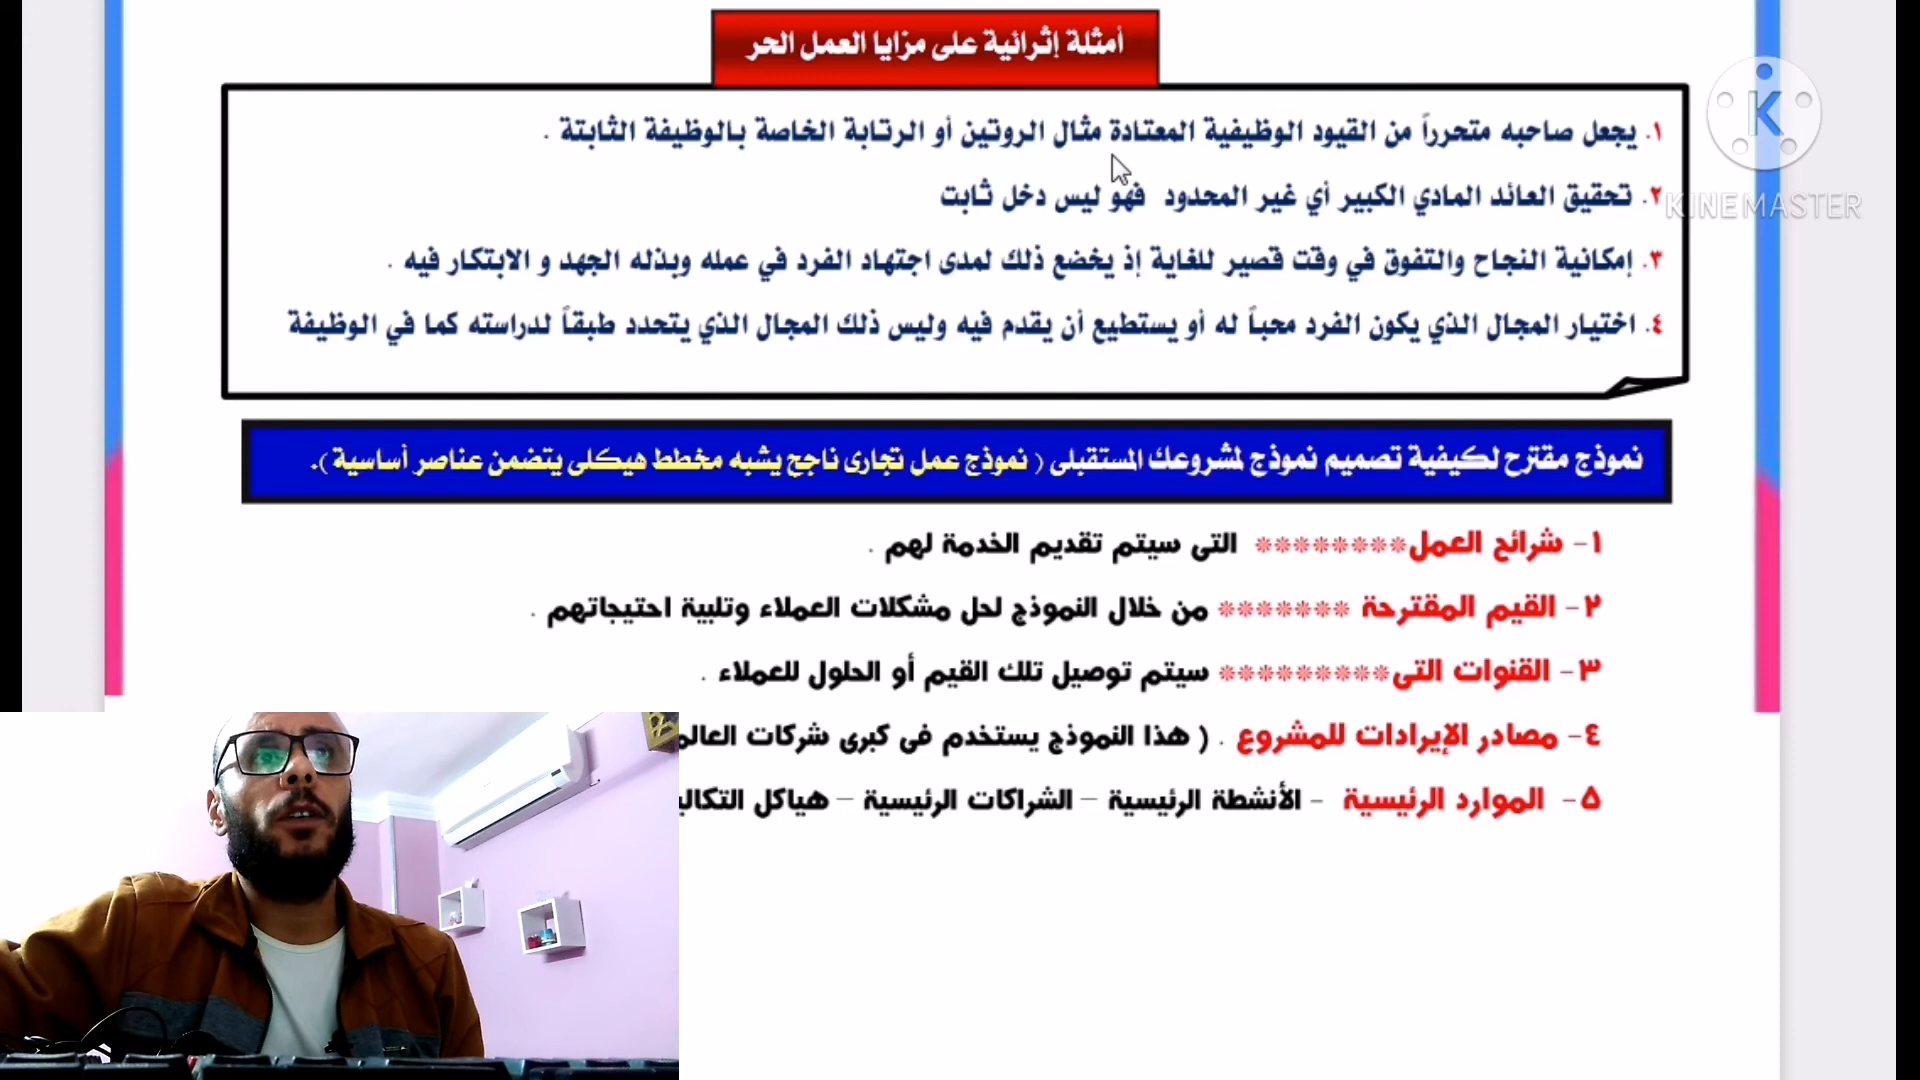 أمثلة إثرائية على مزايا العمل الحر
١. يجعل صاحبه متحرراً من القيود الوظيفية المعتادة مثال الروتين أو الرتابة الخاصة بالوظيفة الثابتة .
٢. تحقيق العائد المادي الكبير أي غير المحدود فهو ليس دخل ثابت
KINEMASTER
٣. إمكانية النجاح والتفوق في وقت قصير للغاية إذ يخضع ذلك لمدى اجتهاد الفرد في عمله وبذله الجهد و الابتكار فيه .
٤. اختيار المجال الذي يكون الفرد محباً له أو يستطيع أن يقدم فيه وليس ذلك المجال الذي يتحدد طبقاً لدراسته كما في الوظيفة
نموذج مقترح لكيفية تصميم نموذج لمشروعك المستقبلى ( نموذج عمل تجارى ناجح يشبه مخطط هيكلى يتضمن عناصر أساسية ).
١- شرائح العمل******** التى سيتم تقديم الخدمة لهم .
٢- القيم المقترحة ******* من خلال النموذج لحل مشكلات العملاء وتلبية احتيجاتهم .
٣- القنوات التى********* سيتم توصيل تلك القيم أو الحلول للعملاء .
٤- مصادر الإيرادات للمشروع . ( هذا النموذج يستخدم فى كبرى شركات العالم
٥- الموارد الرئيسية - الأنشطة الرئيسية – الشراكات الرئيسية – هياكل